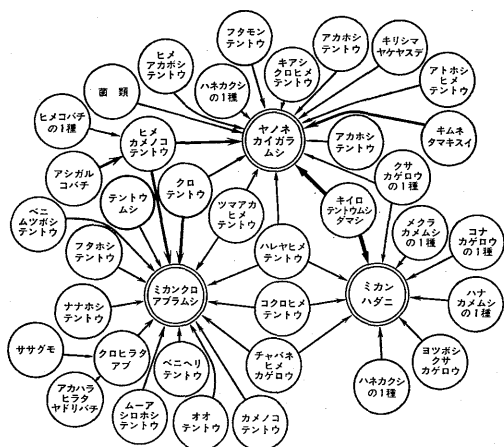 フタモン
テントウ
アカホシ
テントウ
キリシマ
ヤケヤスデ
ヒメ
アカボシ
テントウ
キアシ
クロヒメ
テントウ
アトホシ
ヒメ
テントウ
菌類
ハネカクシ
の1種
ヒメコバチ
の1種
ヒメ
カメノコ
テントウ
ヤノネ
カイガラ
ムシ
アカホシ
テントウ
キムネ
タマキスイ
アシガル
コバチ
クサ
カゲロウ
の1種
テントウ
ムシ
クロ
テントウ
ツマアカ
ヒメ
テントウ
キイロ
テントウムシ
ダマシ
ベニ
ムツボシ
テントウ
メクラ
カメムシ
の1種
コナ
カゲロウ
の1種
フタホシ
テントウ
ハレヤヒメ
テントウ
ミカンクロ
アブラムシ
ミカン
ハダニ
ナナホシ
テントウ
コクロヒメ
テントウ
ハナ
カメムシ
の1種
ササグモ
クロヒラタ
アブ
ベニヘリ
テントウ
チャバネ
ヒメ
カゲロウ
ヨツボシ
クサ
カゲロウ
アカハラ
ヒラタ
ヤドリバチ
ムーア
シロホシ
テントウ
オオ
テントウ
カメノコ
テントウ
ハネカクシ
の1種